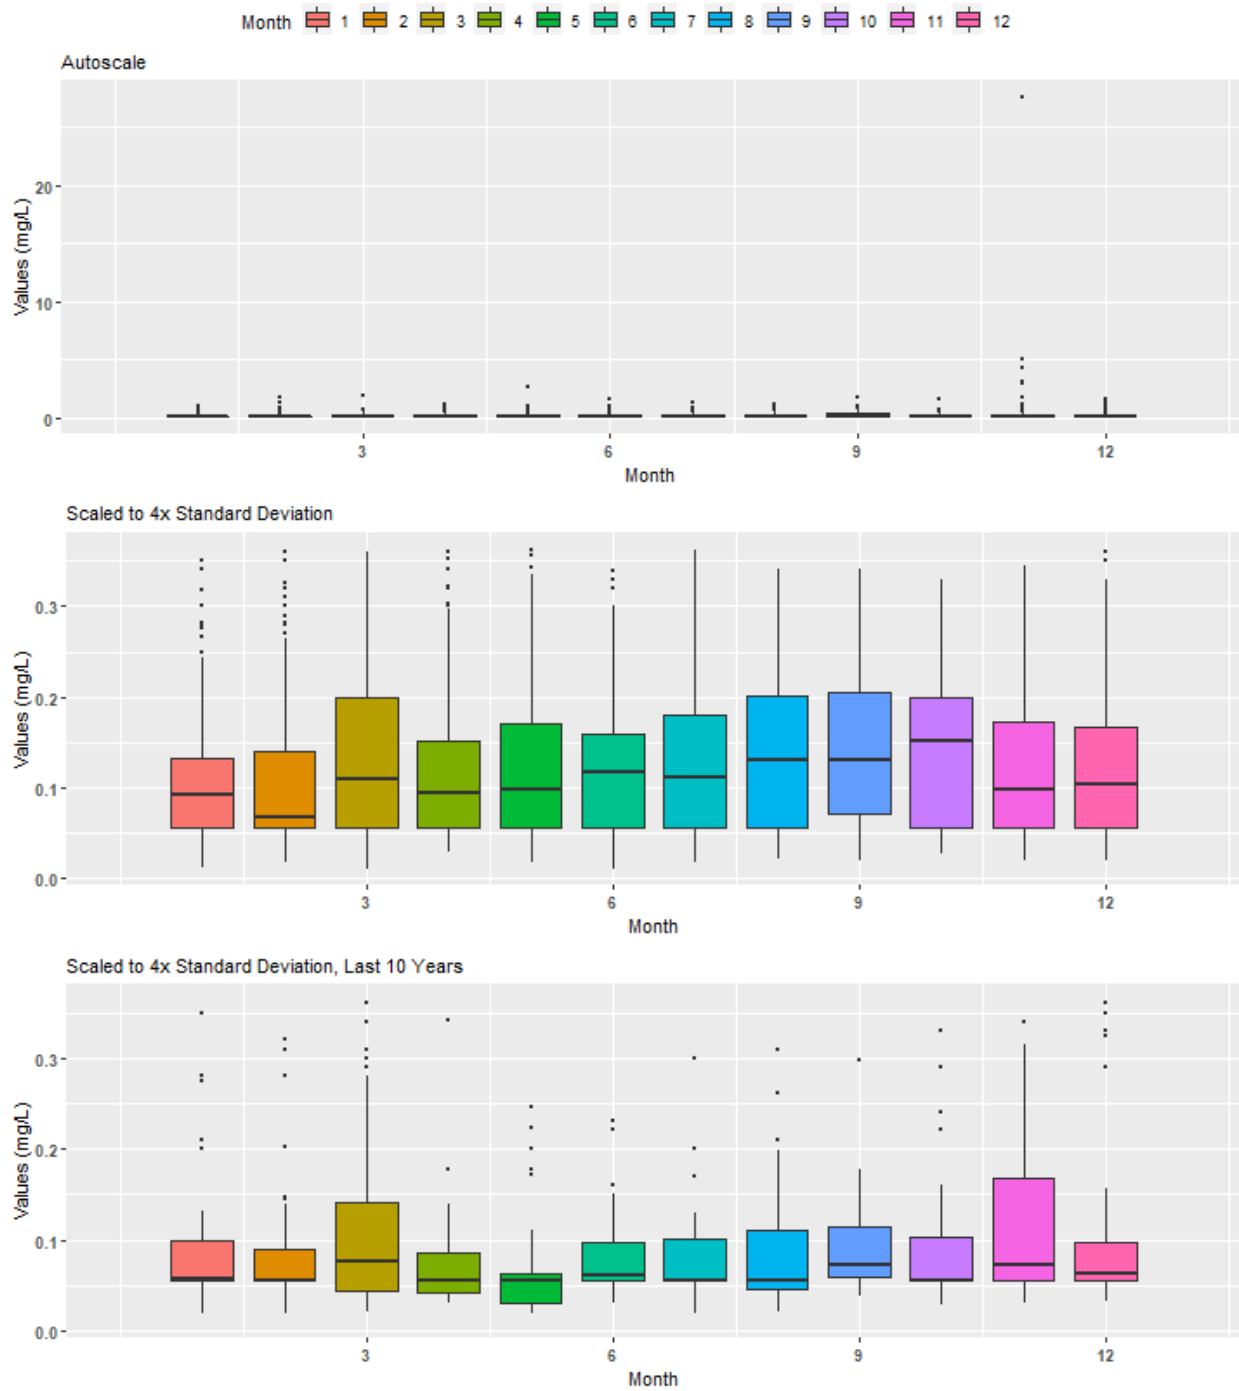 Month 1 2 3 4 5 6 7 8 9 10 11 12
Autoscale
Values (mg/L)
20
10
0
3 6 9 12
Month
Scaled to 4x Standard Deviation
Values (mg/L)
0.3
0.2
0.1
0.0
3 6 9 12
Month
Scaled to 4x Standard Deviation, Last 10 Years
Values (mg/L)
0.3
0.2
0.1
0.0
3 6 9 12
Month